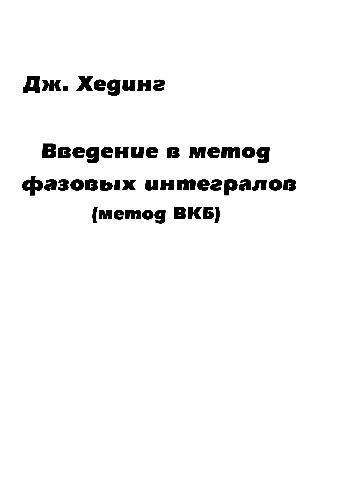 Дж. Хединг
Введение в метод
фазовых интегралов
(метод ВКБ)